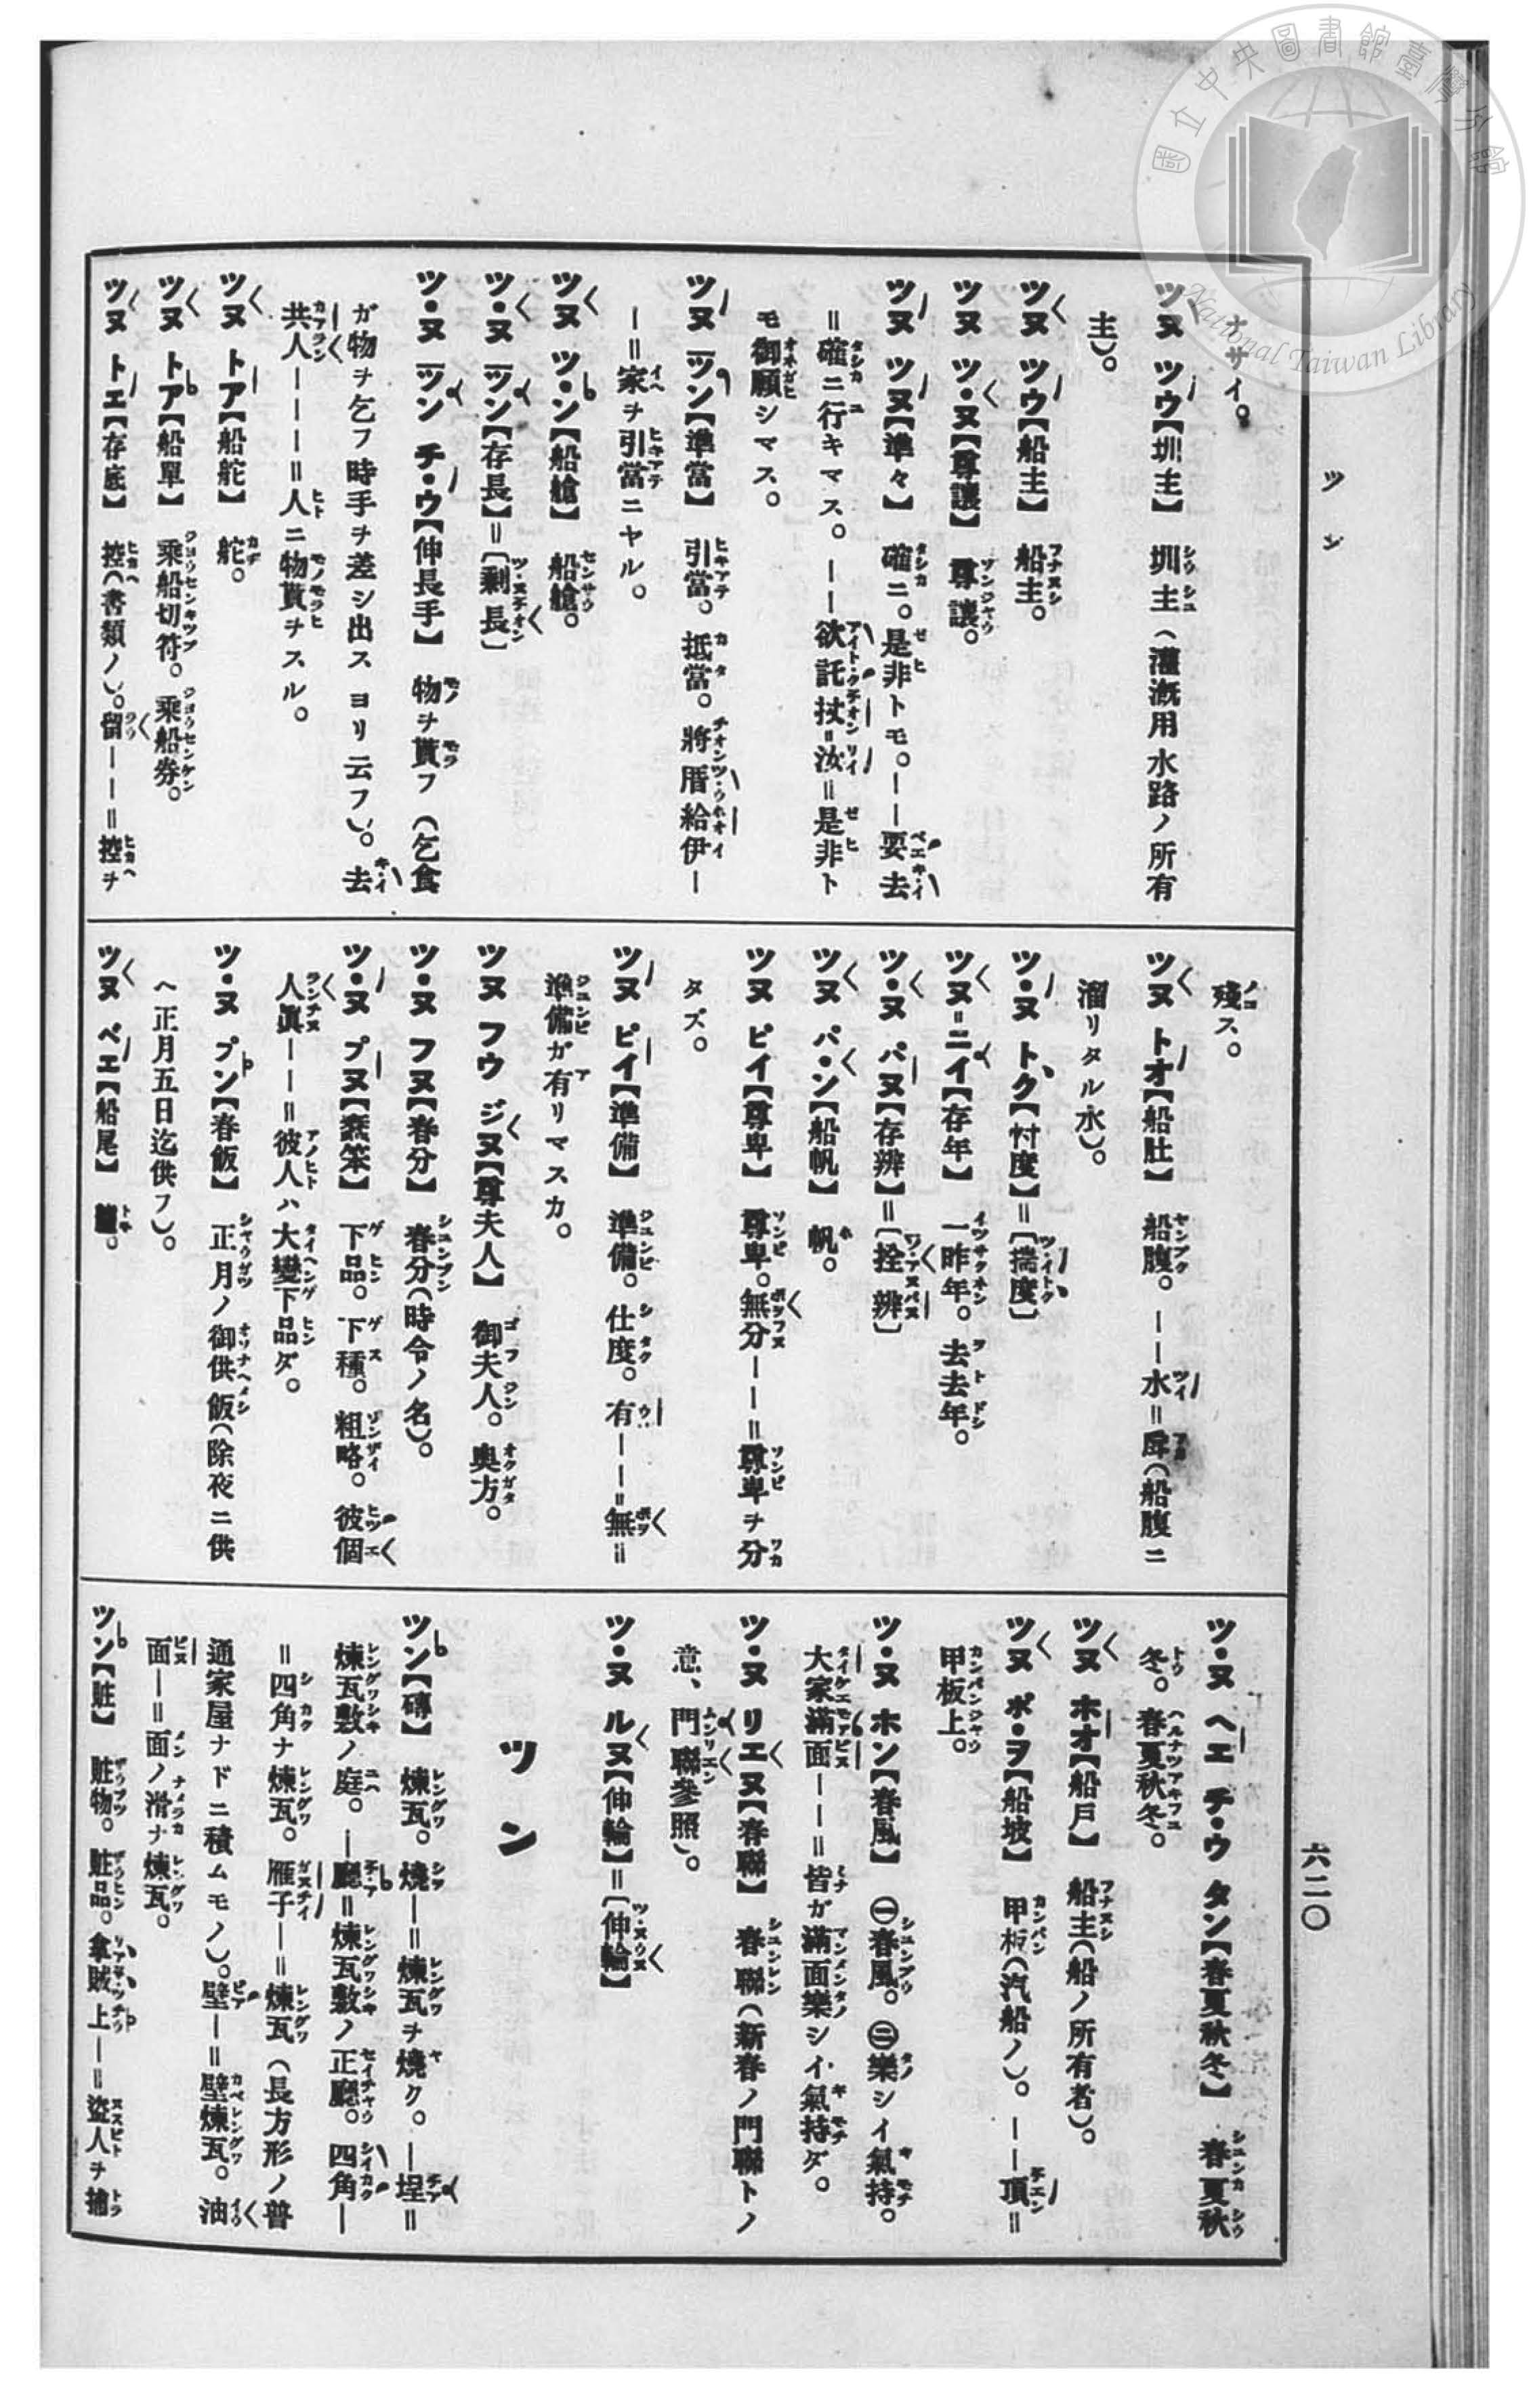 ツン
六二〇
ナサイ。
ツヌ ツウ【圳主】 圳主（灌漑用水路ノ所有
主）。
ツヌ ツウ【船主】 船主。
ツヌ ツ・ヌ【尊讓】 尊讓。
ツヌ ツヌ【準々】 確ニ。是非トモ。——要去
＝確ニ行キマス。——欲託扙=汝＝是非ト
モ御願シマス。
ツヌ ツン【準當】 引當。抵當。將厝給伊—
—＝家ヲ引當ニヤル。
ツヌ ツ・ン【船艙】 船艙。
ツ・ヌ ツン【存長】＝〔剩長〕
ツ・ヌ ツン チ・ウ【伸長手】 物ヲ貰フ（乞食
ガ物ヲ乞フ時手ヲ差シ出スヨリ云フ）。去
共人———＝人ニ物貰ヲスル。
ツヌ トア【船舵】 舵。
ツヌ トア【船單】 乘船切符。乘船劵。
ツヌ トエ【存底】 控（書類ノ）。留——＝控ヲ
殘ス。
ツヌ トオ【船肚】 船腹。——水＝（船腹ニ
溜リタル水）。
ツ・ヌ トク【忖度】＝〔揣度〕
ツヌ=ニイ【存年】 一昨年。去去年。
ツ・ヌ パヌ【存辨】＝〔拴辨〕
ツヌ パ・ン【船帆】 帆。
ツヌ ピイ【尊卑】 尊卑。無分——＝尊卑ヲ分
タズ。
ツヌ ピイ【準備】 準備。仕度。有——=無＝
準備ガ有リマスカ。
ツヌ フウ ジヌ【尊夫人】 御夫人。奥方。
ツ・ヌ フヌ【春分】 春分（時令ノ名）。
ツ・ヌ プヌ【蠢笨】 下品。下種。粗略。彼個
人眞——＝彼人ハ大變下品ダ。
ツ・ヌ プン【春飯】 正月ノ御供飯（除夜ニ供
ヘ正月五日迄供フ）。
ツヌ ベエ【船尾】
ツ・ヌ ヘエ チ・ウ タン【春夏秋冬】 春夏秋
冬。春夏秋冬。
ツヌ ホオ【船戸】 船主（船ノ所有者）。
ツヌ ポ・ヲ【船坡】 甲板（汽船ノ）。——頂＝
甲板上。
ツ・ヌ ホン【春風】 ㊀春風。㊁樂シイ氣持。
大家滿面——＝皆ガ滿面樂シイ氣持ダ。
ツ・ヌ リエヌ【春聯】 春聯（新春ノ門聯トノ
意、門聯參照）。
ツ・ヌ ルヌ【伸輪】＝〔伸輪〕
ツン
ツン【磚】 煉瓦。燒—＝煉瓦ヲ燒ク。—埕＝
煉瓦敷ノ庭。—廳＝煉瓦敷ノ正廳。四角—
＝四角ナ煉瓦。雁子—＝煉瓦（長方形ノ普
通家屋ナドニ積ムモノ）。壁—＝壁煉瓦。油
面—＝面ノ滑ナ煉瓦。
ツン【賍】 賍物。賍品。拿賊上—＝盗人ヲ捕
國立中央圖書館臺灣分館
National Taiwan Library